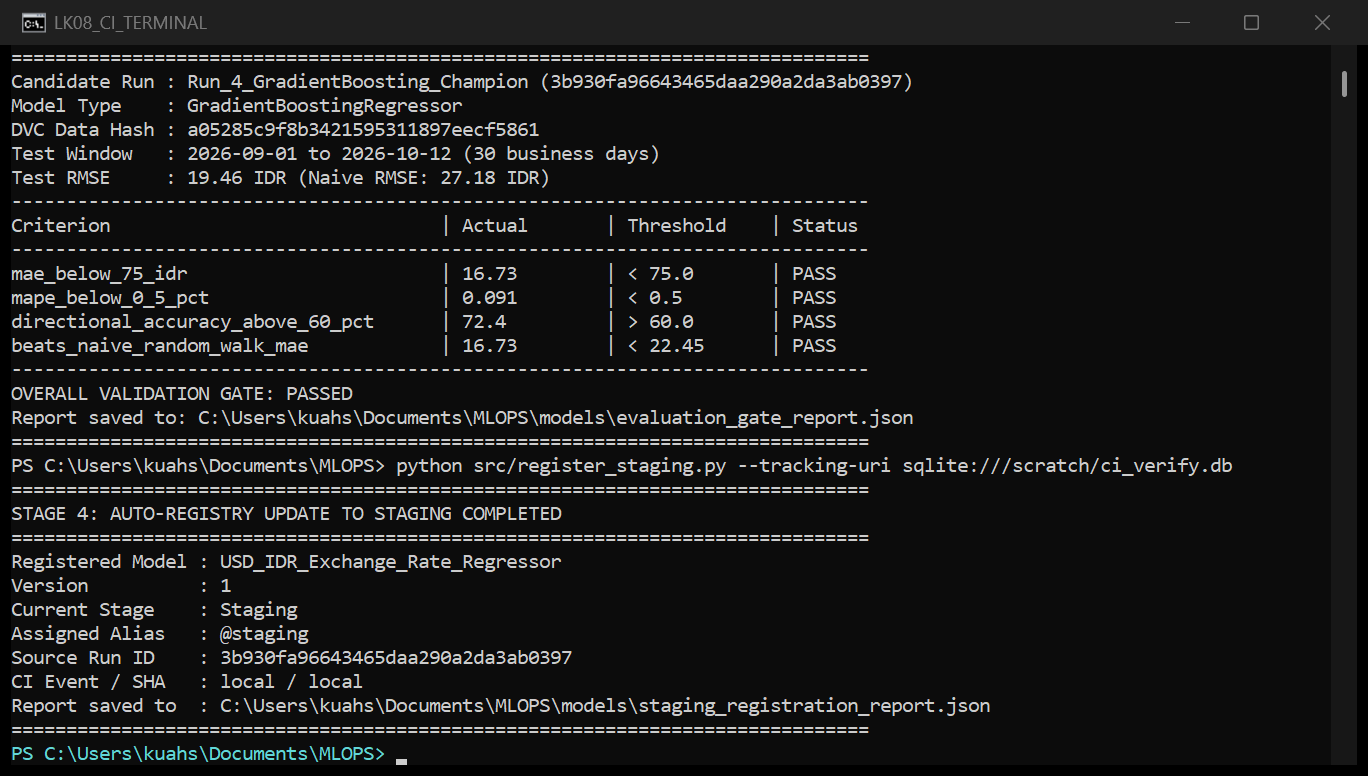 LK08_CI_TERMINAL
==============================================================================
Candidate Run : Run_4_GradientBoosting_Champion (3b930fa96643465daa290a2da3ab0397)
Model Type    : GradientBoostingRegressor
DVC Data Hash : a05285c9f8b3421595311897eecf5861
Test Window   : 2026-09-01 to 2026-10-12 (30 business days)
Test RMSE     : 19.46 IDR (Naive RMSE: 27.18 IDR)
------------------------------------------------------------------------------
Criterion                              | Actual       | Threshold    | Status
------------------------------------------------------------------------------
mae_below_75_idr                       | 16.73        | < 75.0       | PASS
mape_below_0_5_pct                     | 0.091        | < 0.5        | PASS
directional_accuracy_above_60_pct      | 72.4         | > 60.0       | PASS
beats_naive_random_walk_mae            | 16.73        | < 22.45      | PASS
------------------------------------------------------------------------------
OVERALL VALIDATION GATE: PASSED
Report saved to: C:\Users\kuahs\Documents\MLOPS\models\evaluation_gate_report.json
==============================================================================
PS C:\Users\kuahs\Documents\MLOPS> python src/register_staging.py --tracking-uri sqlite:///scratch/ci_verify.db
==============================================================================
STAGE 4: AUTO-REGISTRY UPDATE TO STAGING COMPLETED
==============================================================================
Registered Model : USD_IDR_Exchange_Rate_Regressor
Version          : 1
Current Stage    : Staging
Assigned Alias   : @staging
Source Run ID    : 3b930fa96643465daa290a2da3ab0397
CI Event / SHA   : local / local
Report saved to  : C:\Users\kuahs\Documents\MLOPS\models\staging_registration_report.json
==============================================================================
PS C:\Users\kuahs\Documents\MLOPS>